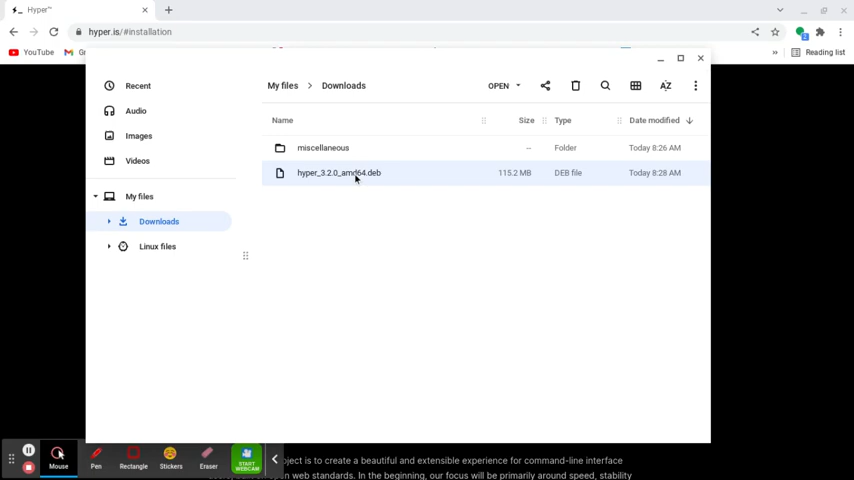 Hyper™
hyper.is/#installation
YouTube
Reading list
Recent
Audio
Images
Videos
My files
Downloads
Linux files
My files > Downloads
OPEN
AZ
Name Size Type Date modified
miscellaneous -- Folder Today 8:26 AM
hyper_3.2.0_amd64.deb 115.2 MB DEB file Today 8:28 AM
Mouse
Pen
Rectangle
Stickers
Eraser
START WEBCAM
oject is to create a beautiful and extensible experience for command-line interface
en web standards. In the beginning, our focus will be primarily around speed, stability